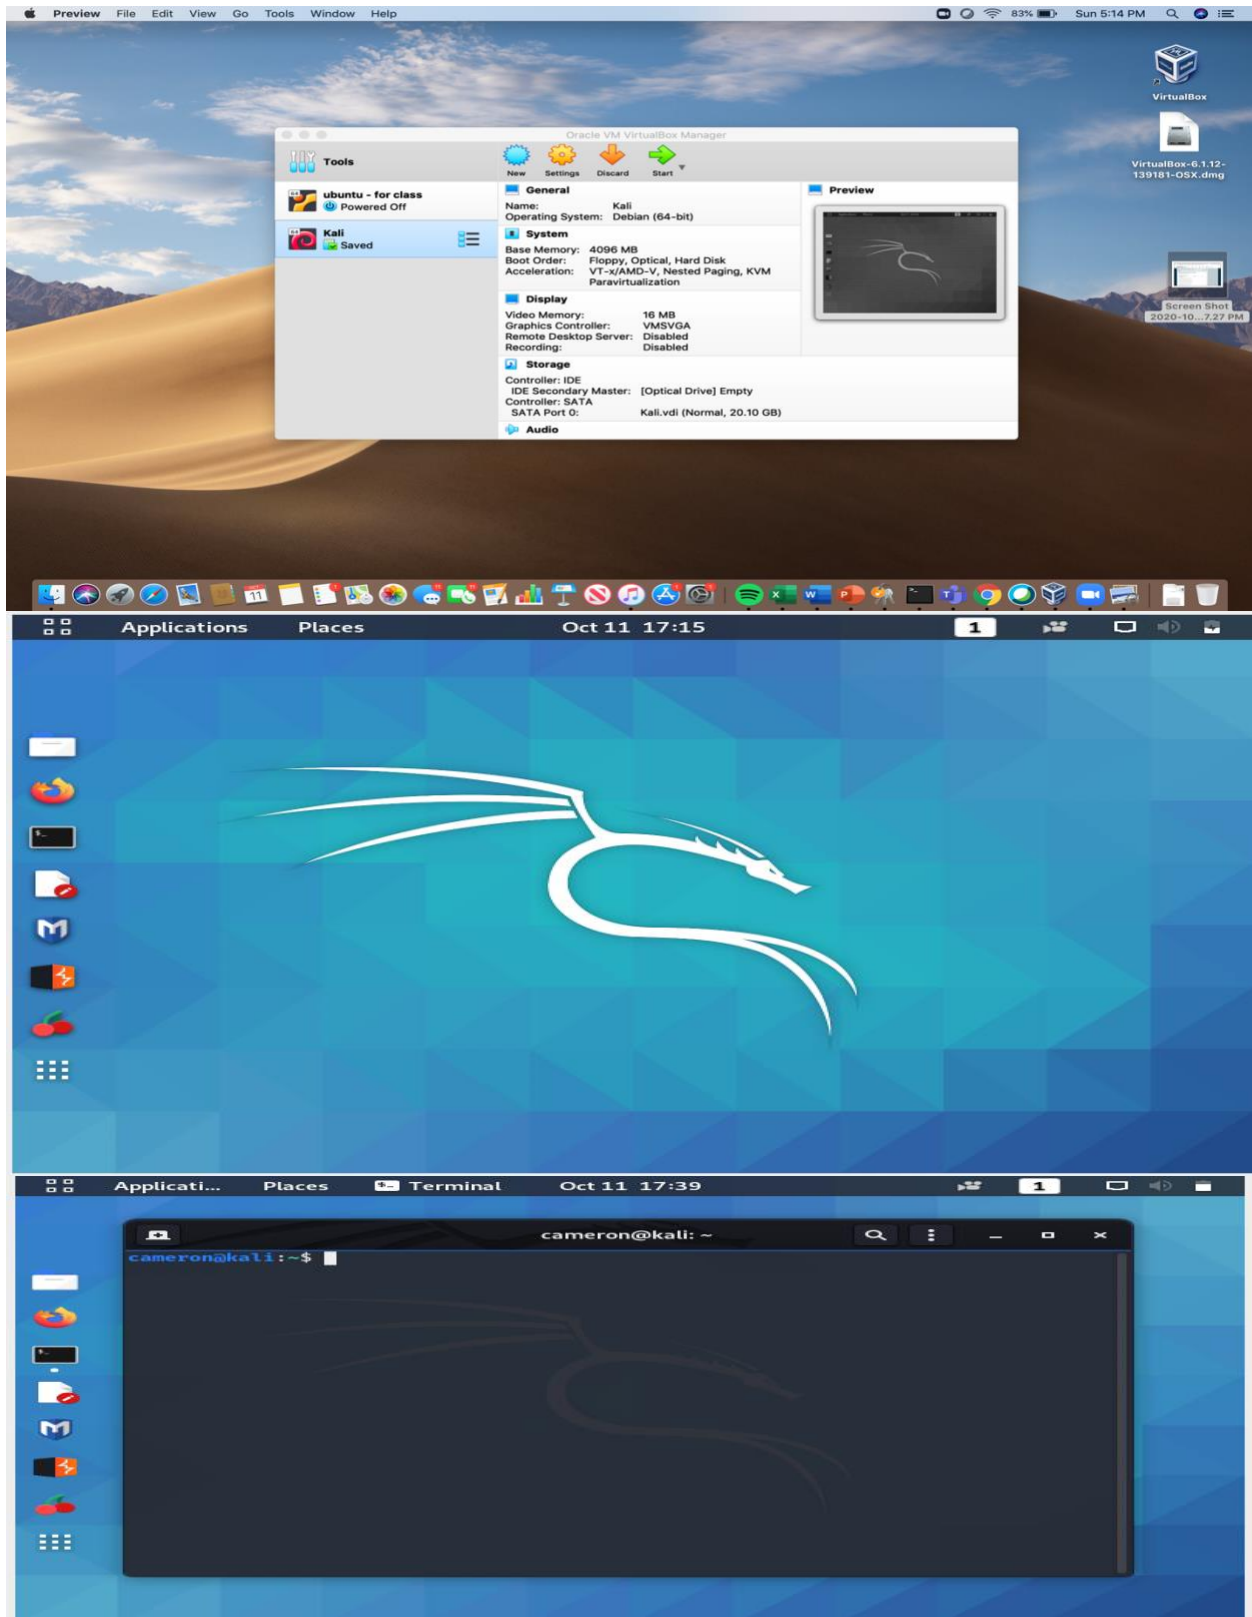 Preview File Edit View Go Tools Window Help 83% Sun 5:14 PM
VirtualBox
VirtualBox-6.1.12-
139181-OSX.dmg
Screen Shot
2020-10...7.27 PM
Oracle VM VirtualBox Manager
Tools
New Settings Discard Start
ubuntu - for class
Powered Off
Kali
Saved
General
Name: Kali
Operating System: Debian (64-bit)
System
Base Memory: 4096 MB
Boot Order: Floppy, Optical, Hard Disk
Acceleration: VT-x/AMD-V, Nested Paging, KVM
Paravirtualization
Display
Video Memory: 16 MB
Graphics Controller: VMSVGA
Remote Desktop Server: Disabled
Recording: Disabled
Storage
Controller: IDE
IDE Secondary Master: [Optical Drive] Empty
Controller: SATA
SATA Port 0: Kali.vdi (Normal, 20.10 GB)
Audio
Preview
Applications Places Oct 11 17:15 1
Applicati... Places Terminal Oct 11 17:39 1
cameron@kali: ~
cameron@kali:~$